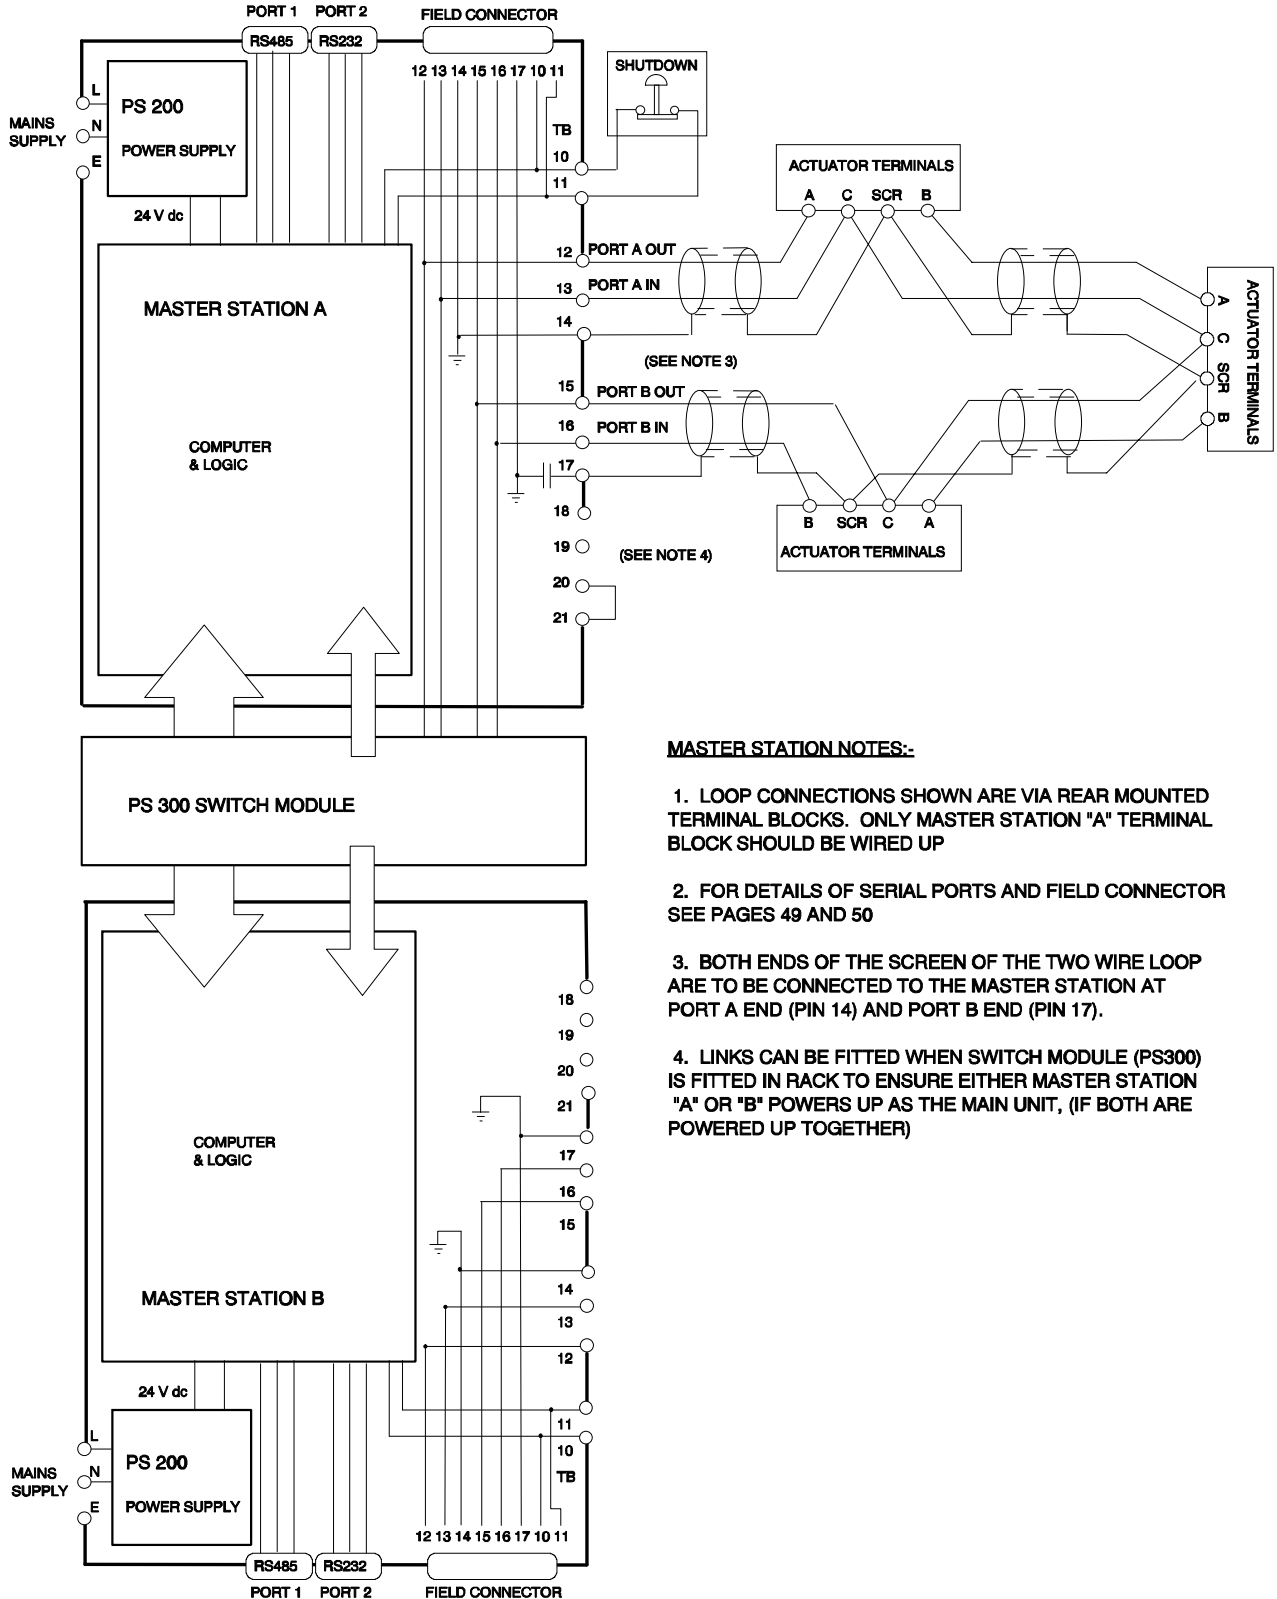 PORT 1 PORT 2 FIELD CONNECTOR
RS485 RS232
12 13 14 15 16 17 10 11
SHUTDOWN
L
PS 200
MAINS
SUPPLY
N
POWER SUPPLY
E
TB
10
11
24 V dc
ACTUATOR TERMINALS
A C SCR B
12 PORT A OUT
13 PORT A IN
14
MASTER STATION A
(SEE NOTE 3)
A
C
SCR
B
ACTUATOR TERMINALS
15 PORT B OUT
16 PORT B IN
17
COMPUTER
& LOGIC
18
B SCR C A
ACTUATOR TERMINALS
19 (SEE NOTE 4)
20
21
PS 300 SWITCH MODULE
MASTER STATION NOTES:-
1. LOOP CONNECTIONS SHOWN ARE VIA REAR MOUNTED
TERMINAL BLOCKS. ONLY MASTER STATION "A" TERMINAL
BLOCK SHOULD BE WIRED UP
2. FOR DETAILS OF SERIAL PORTS AND FIELD CONNECTOR
SEE PAGES 49 AND 50
3. BOTH ENDS OF THE SCREEN OF THE TWO WIRE LOOP
ARE TO BE CONNECTED TO THE MASTER STATION AT
PORT A END (PIN 14) AND PORT B END (PIN 17).
4. LINKS CAN BE FITTED WHEN SWITCH MODULE (PS300)
IS FITTED IN RACK TO ENSURE EITHER MASTER STATION
"A" OR "B" POWERS UP AS THE MAIN UNIT, (IF BOTH ARE
POWERED UP TOGETHER)
18
19
20
21
COMPUTER
& LOGIC
17
16
15
14
MASTER STATION B
13
12
24 V dc
11
L
10
PS 200
MAINS
SUPPLY
N
TB
E
POWER SUPPLY
12 13 14 15 16 17 10 11
RS485 RS232
PORT 1 PORT 2 FIELD CONNECTOR